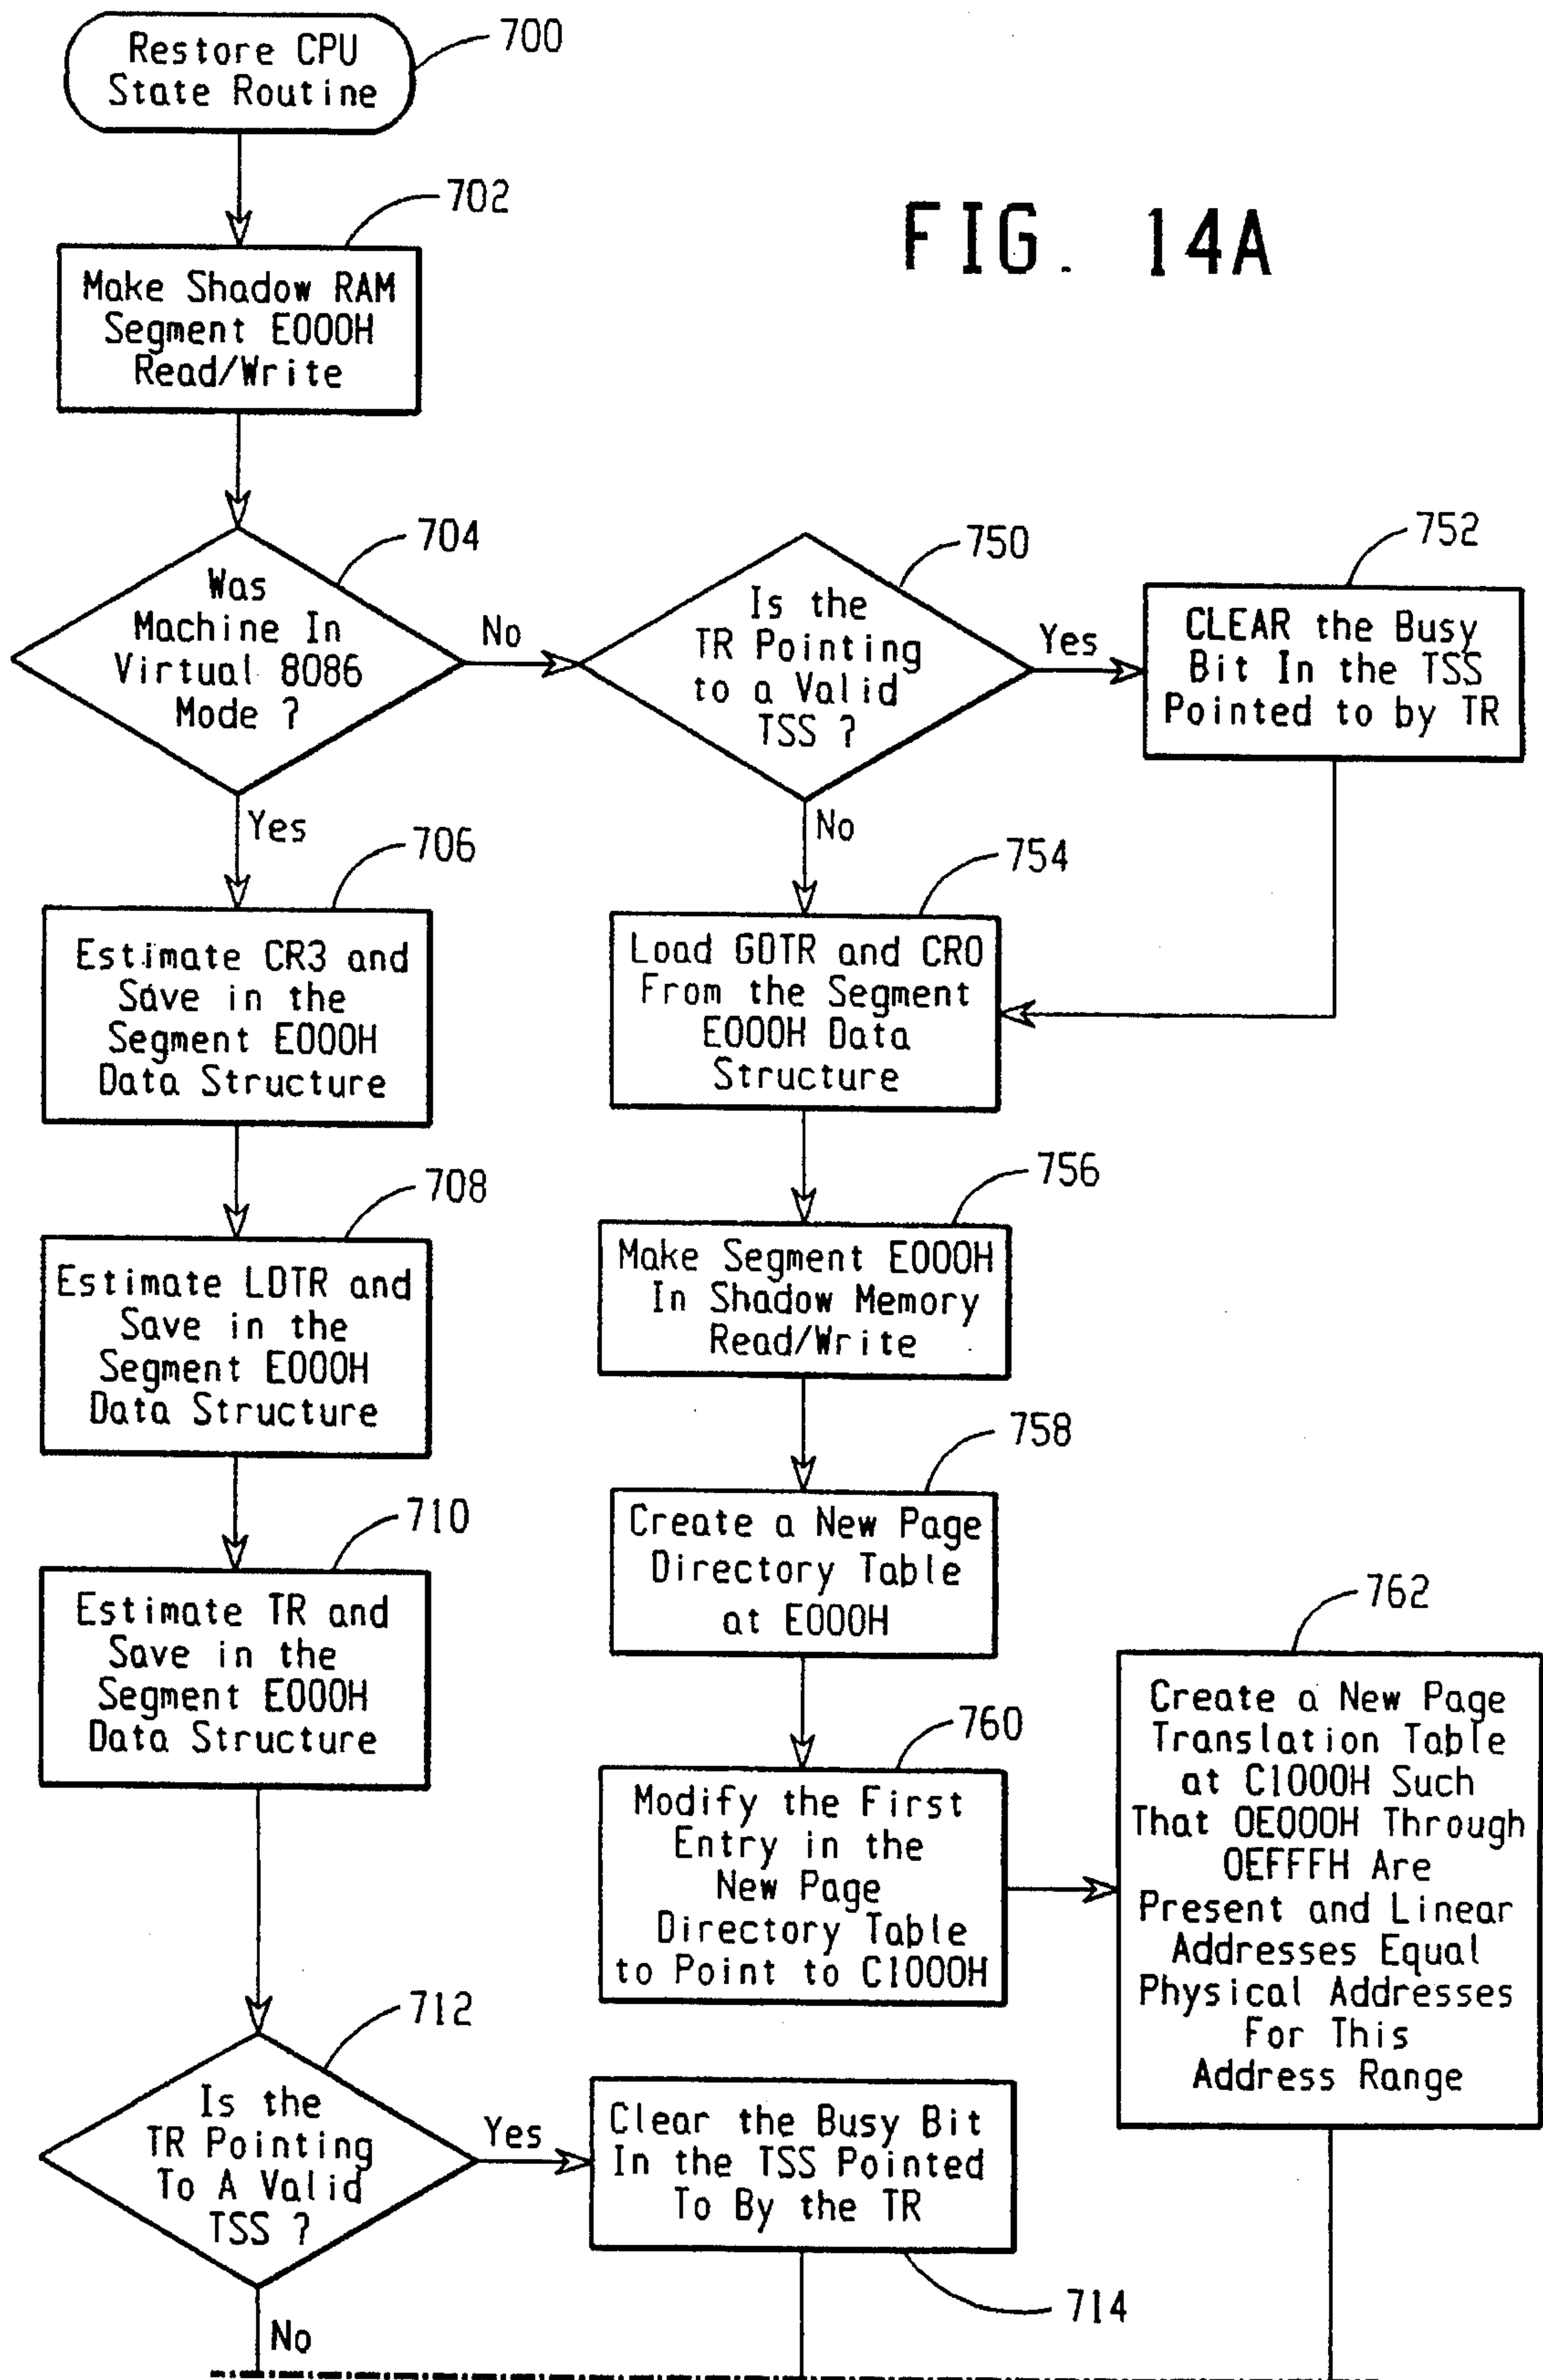 Restore CPU
State Routine
700
FIG. 14A
702
Make Shadow RAM
Segment E000H
Read/Write
704
Was
Machine In
Virtual 8086
Mode ?
No
Yes
750
Is the
TR Pointing
to a Valid
TSS ?
Yes
No
752
CLEAR the Busy
Bit In the TSS
Pointed to by TR
706
Estimate CR3 and
Save in the
Segment E000H
Data Structure
754
Load GDTR and CR0
From the Segment
E000H Data
Structure
708
Estimate LDTR and
Save in the
Segment E000H
Data Structure
756
Make Segment E000H
In Shadow Memory
Read/Write
710
Estimate TR and
Save in the
Segment E000H
Data Structure
758
Create a New Page
Directory Table
at E000H
760
Modify the First
Entry in the
New Page
Directory Table
to Point to C1000H
762
Create a New Page
Translation Table
at C1000H Such
That 0E000H Through
0EFFFH Are
Present and Linear
Addresses Equal
Physical Addresses
For This
Address Range
712
Is the
TR Pointing
To A Valid
TSS ?
Yes
No
Clear the Busy Bit
In the TSS Pointed
To By the TR
714